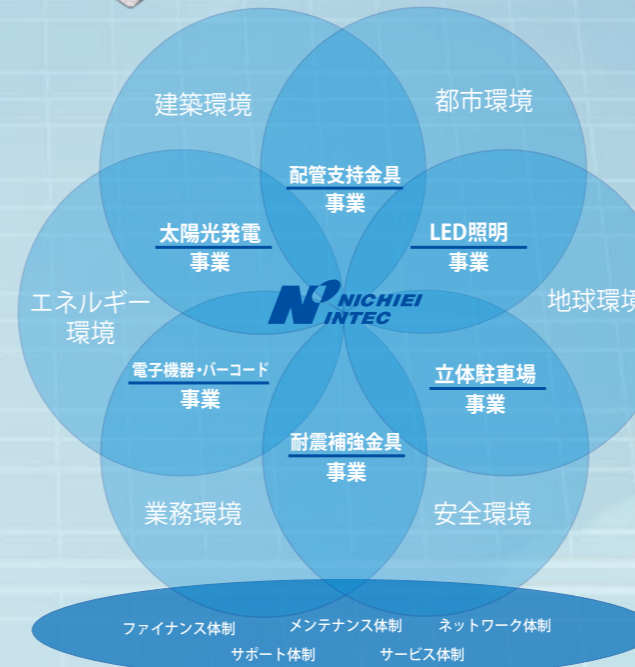 建築環境
都市環境
配管支持金具
事業
太陽光発電
事業
LED照明
事業
エネルギー
環境
NICHIEI
INTEC
地球環境
電子機器・バーコード
事業
立体駐車場
事業
耐震補強金具
事業
業務環境
安全環境
ファイナンス体制
メンテナンス体制
ネットワーク体制
サポート体制
サービス体制